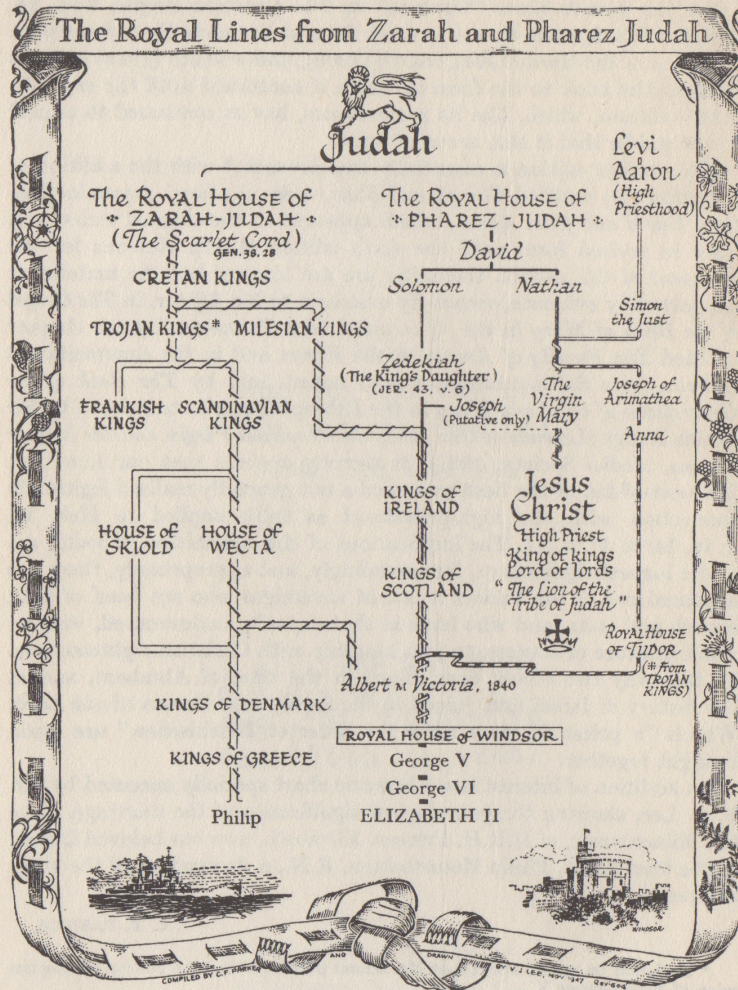 The Royal Lines from Zarah and Pharez Judah
Judah
The Royal House of
ZARAH-JUDAH
(The Scarlet Cord)
GEN. 38. 28
The Royal House of
PHAREZ-JUDAH
Levi
Aaron
(High
Priesthood)
David
CRETAN KINGS
Solomon
Nathan
TROJAN KINGS* MILESIAN KINGS
Simon
the Just
Zedekiah
(The King's Daughter)
(JER. 43. v. 6)
FRANKISH
KINGS
SCANDINAVIAN
KINGS
Joseph
(Putative only)
The
Virgin
Mary
Joseph of
Arimathea
Anna
KINGS OF
IRELAND
Jesus
Christ
High Priest
King of kings
Lord of lords
"The Lion of the
Tribe of Judah"
HOUSE OF
SKIOLD
HOUSE OF
WECTA
KINGS OF
SCOTLAND
ROYAL HOUSE
OF TUDOR
(* from
TROJAN
KINGS)
Albert M Victoria, 1840
KINGS OF DENMARK
ROYAL HOUSE OF WINDSOR
KINGS OF GREECE
George V
George VI
Philip
ELIZABETH II
WINDSOR
COMPILED BY C.F. PARKER AND DRAWN BY V.J. LEE, NOV 1947 Revised